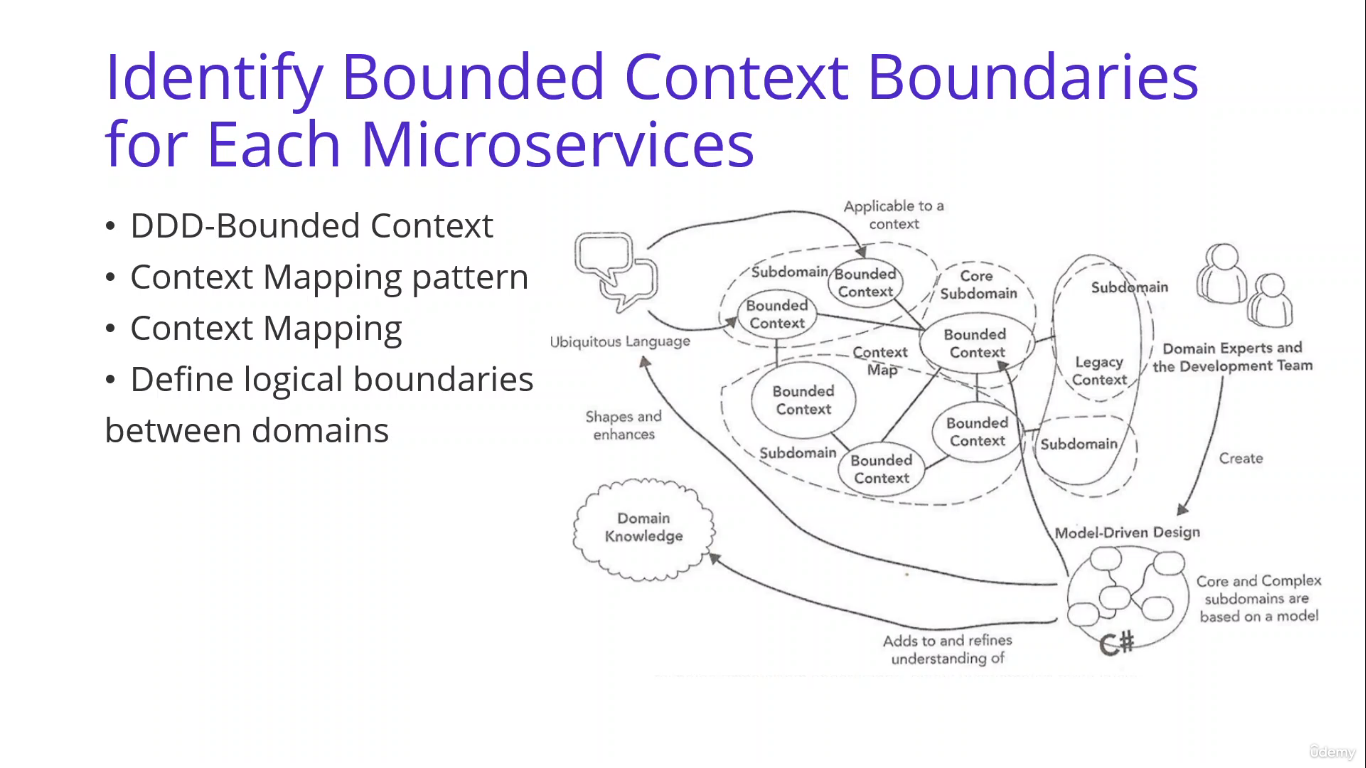 Identify Bounded Context Boundaries
for Each Microservices
• DDD-Bounded Context
• Context Mapping pattern
• Context Mapping
• Define logical boundaries
between domains
Applicable to a
context
Ubiquitous Language
Subdomain
Bounded
Context
Bounded
Context
Core
Subdomain
Bounded
Context
Subdomain
Legacy
Context
Domain Experts and
the Development Team
Context
Map
Bounded
Context
Bounded
Context
Bounded
Context
Subdomain
Subdomain
Shapes and
enhances
Create
Domain
Knowledge
Model-Driven Design
Core and Complex
subdomains are
based on a model
C#
Adds to and refines
understanding of
ûdemy